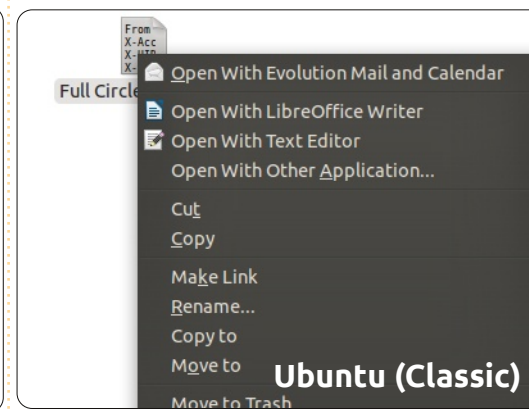 From
X-Acc
X-UID
X-
Full Circle
Open With Evolution Mail and Calendar
Open With LibreOffice Writer
Open With Text Editor
Open With Other Application...
Cut
Copy
Make Link
Rename...
Copy to
Move to
Ubuntu (Classic)
Move to Trash